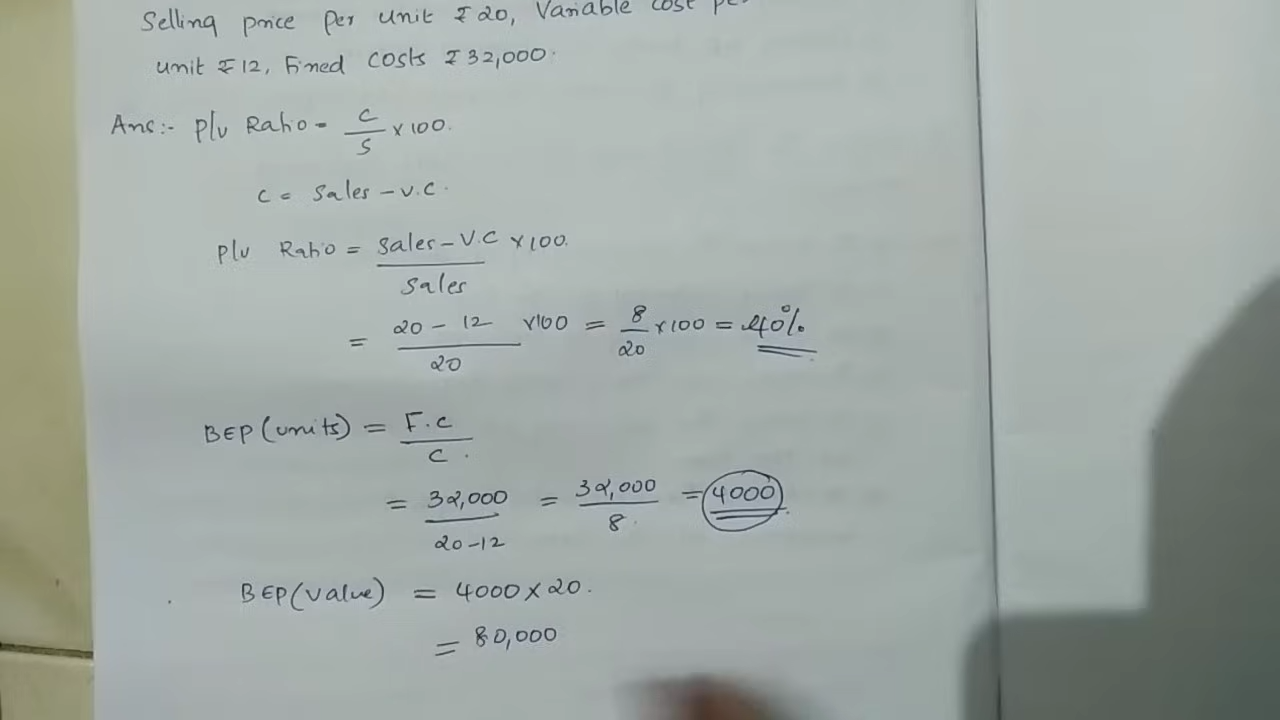 Selling price per unit ₹20, Variable cost per
unit ₹12, Fixed costs ₹32,000.
Ans:- P/v Ratio = C/S × 100.
C = Sales - V.C.
P/v Ratio = Sales - V.C / Sales × 100.
= 20 - 12 / 20 × 100 = 8/20 × 100 = 40%
BEP (units) = F.C / C.
= 32,000 / 20-12 = 32,000 / 8. = 4000
BEP (value) = 4000 × 20.
= 80,000